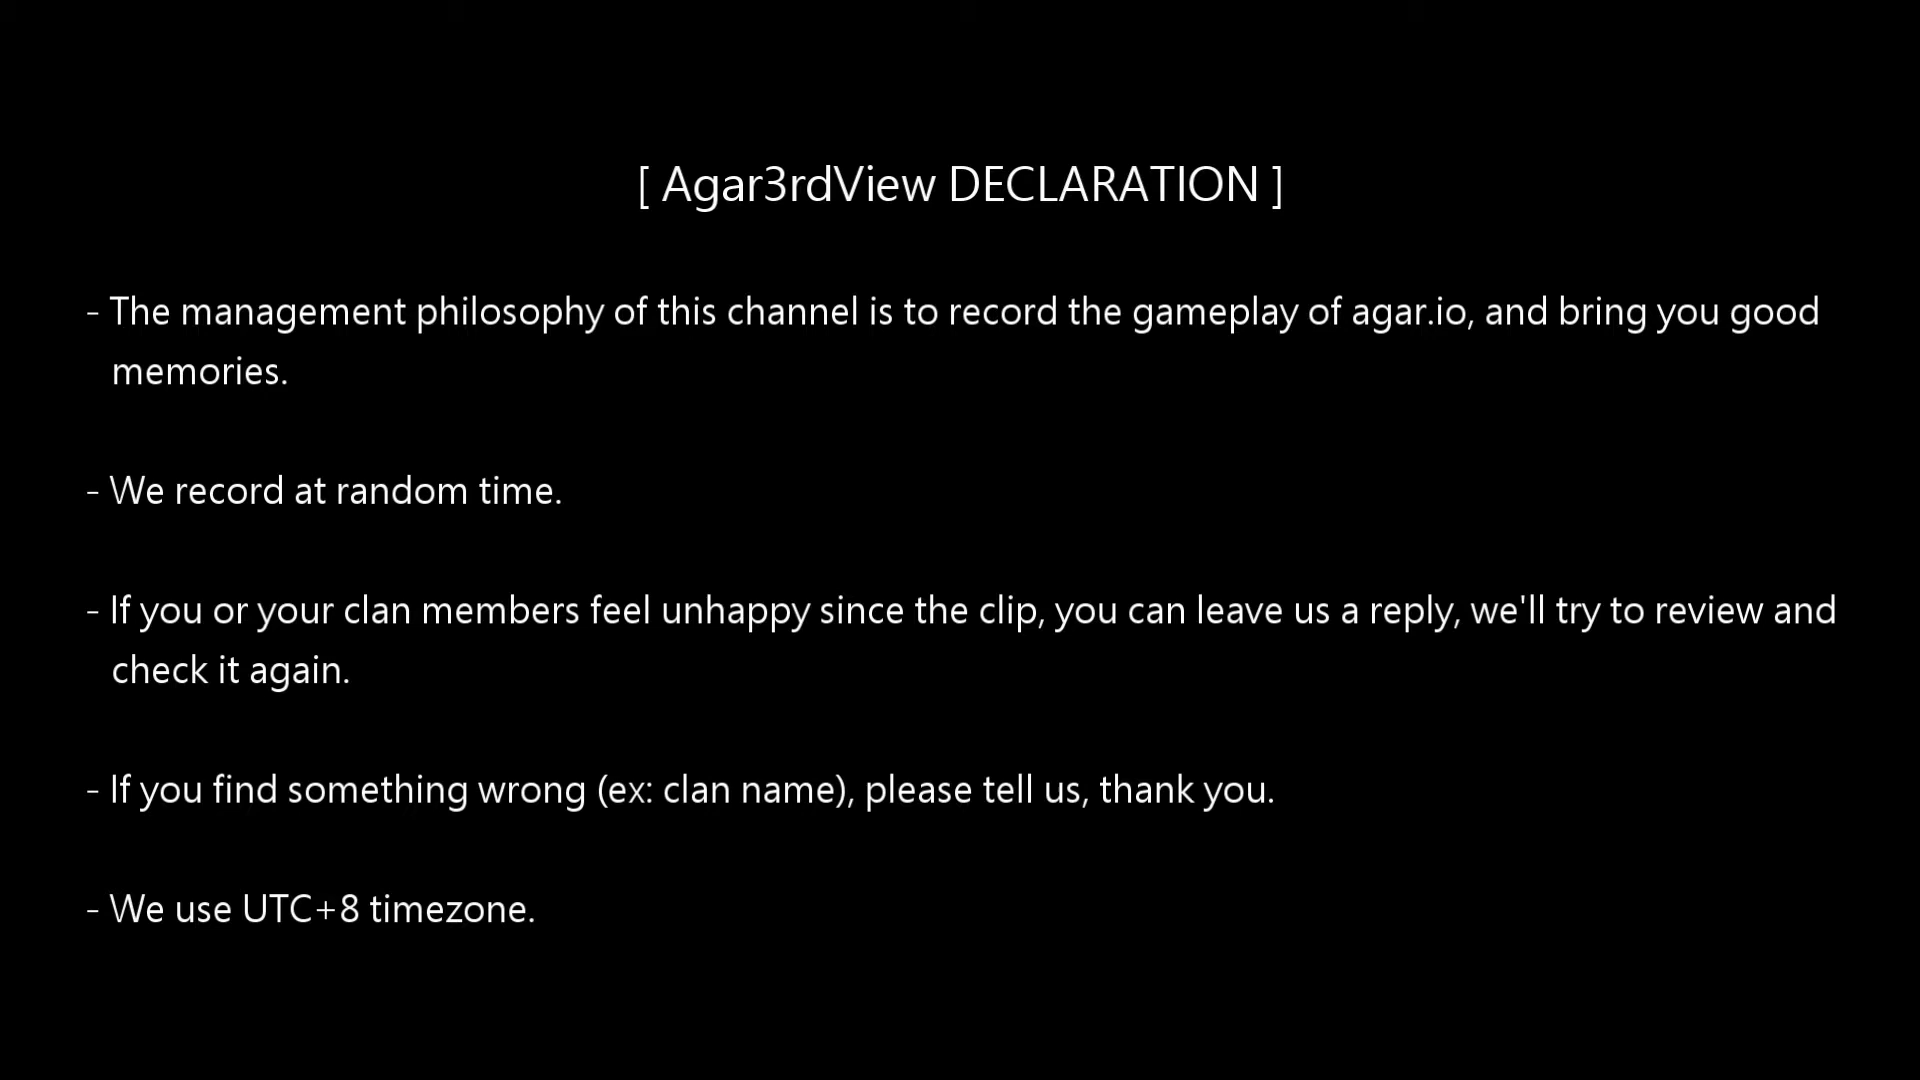 [ Agar3rdView DECLARATION ]
- The management philosophy of this channel is to record the gameplay of agar.io, and bring you good
memories.
- We record at random time.
- If you or your clan members feel unhappy since the clip, you can leave us a reply, we'll try to review and
check it again.
- If you find something wrong (ex: clan name), please tell us, thank you.
- We use UTC+8 timezone.